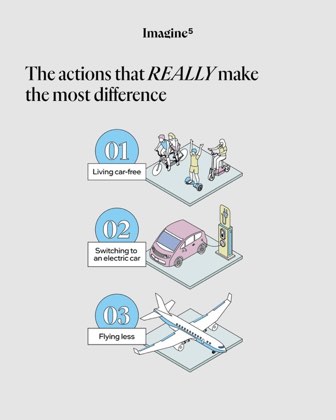 Imagine5
The actions that REALLY make
the most difference
01
Living car-free
02
Switching to
an electric car
03
Flying less